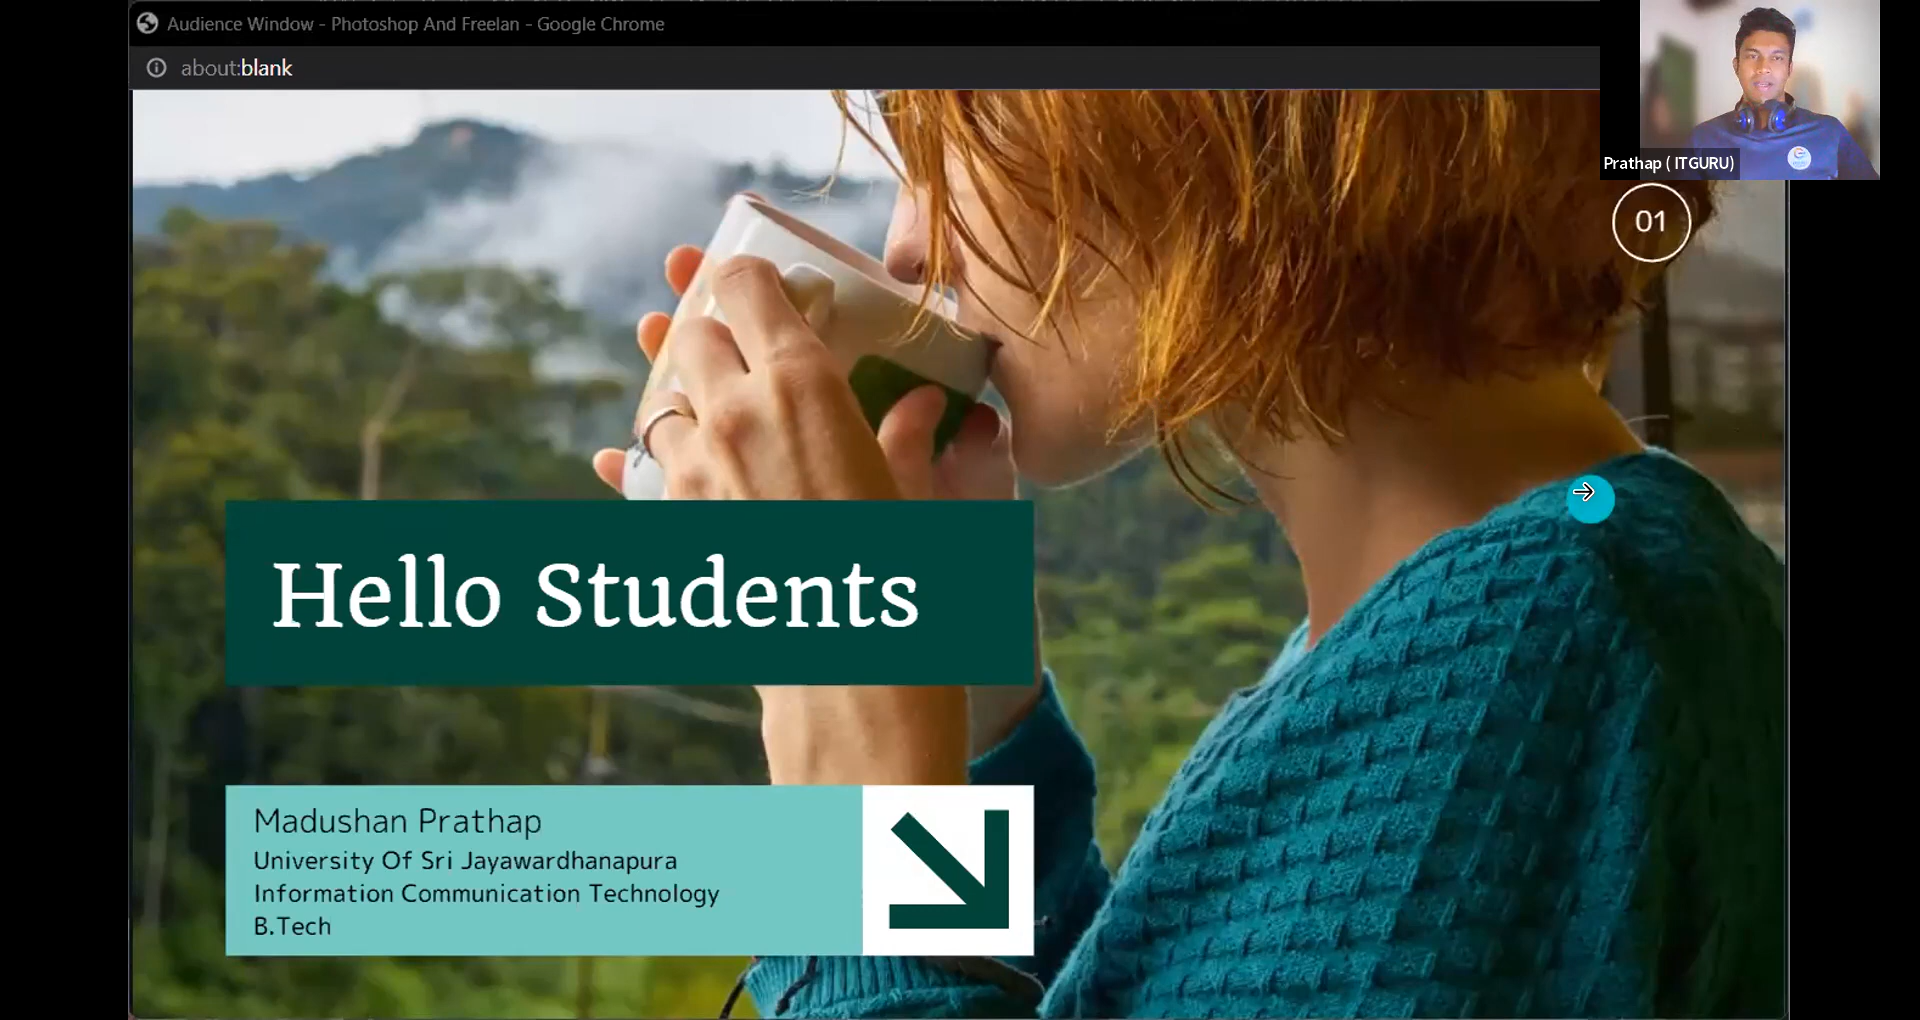 Audience Window - Photoshop And Freelan - Google Chrome
about:blank
Prathap ( ITGURU)
01
Hello Students
Madushan Prathap
University Of Sri Jayawardhanapura
Information Communication Technology
B.Tech